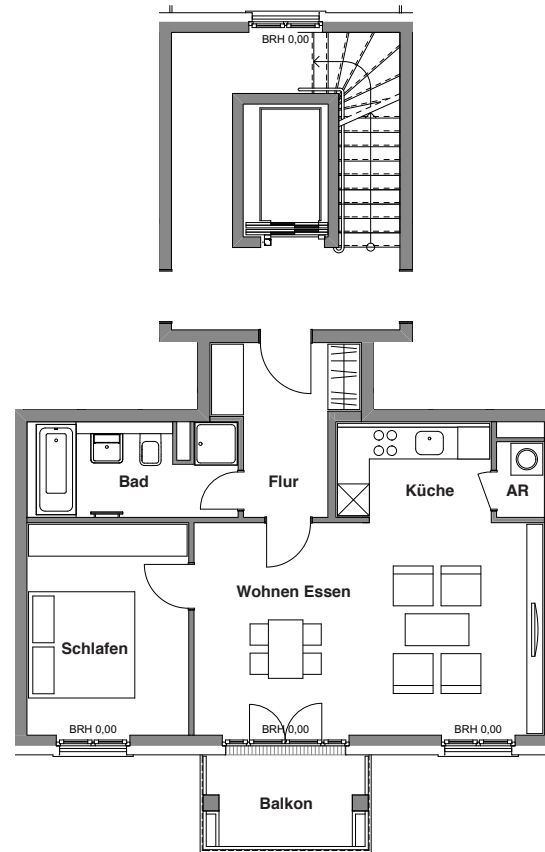 BRH 0,00
Bad
Flur
Küche
AR
Wohnen Essen
Schlafen
BRH 0,00
BRH 0,00
BRH 0,00
Balkon